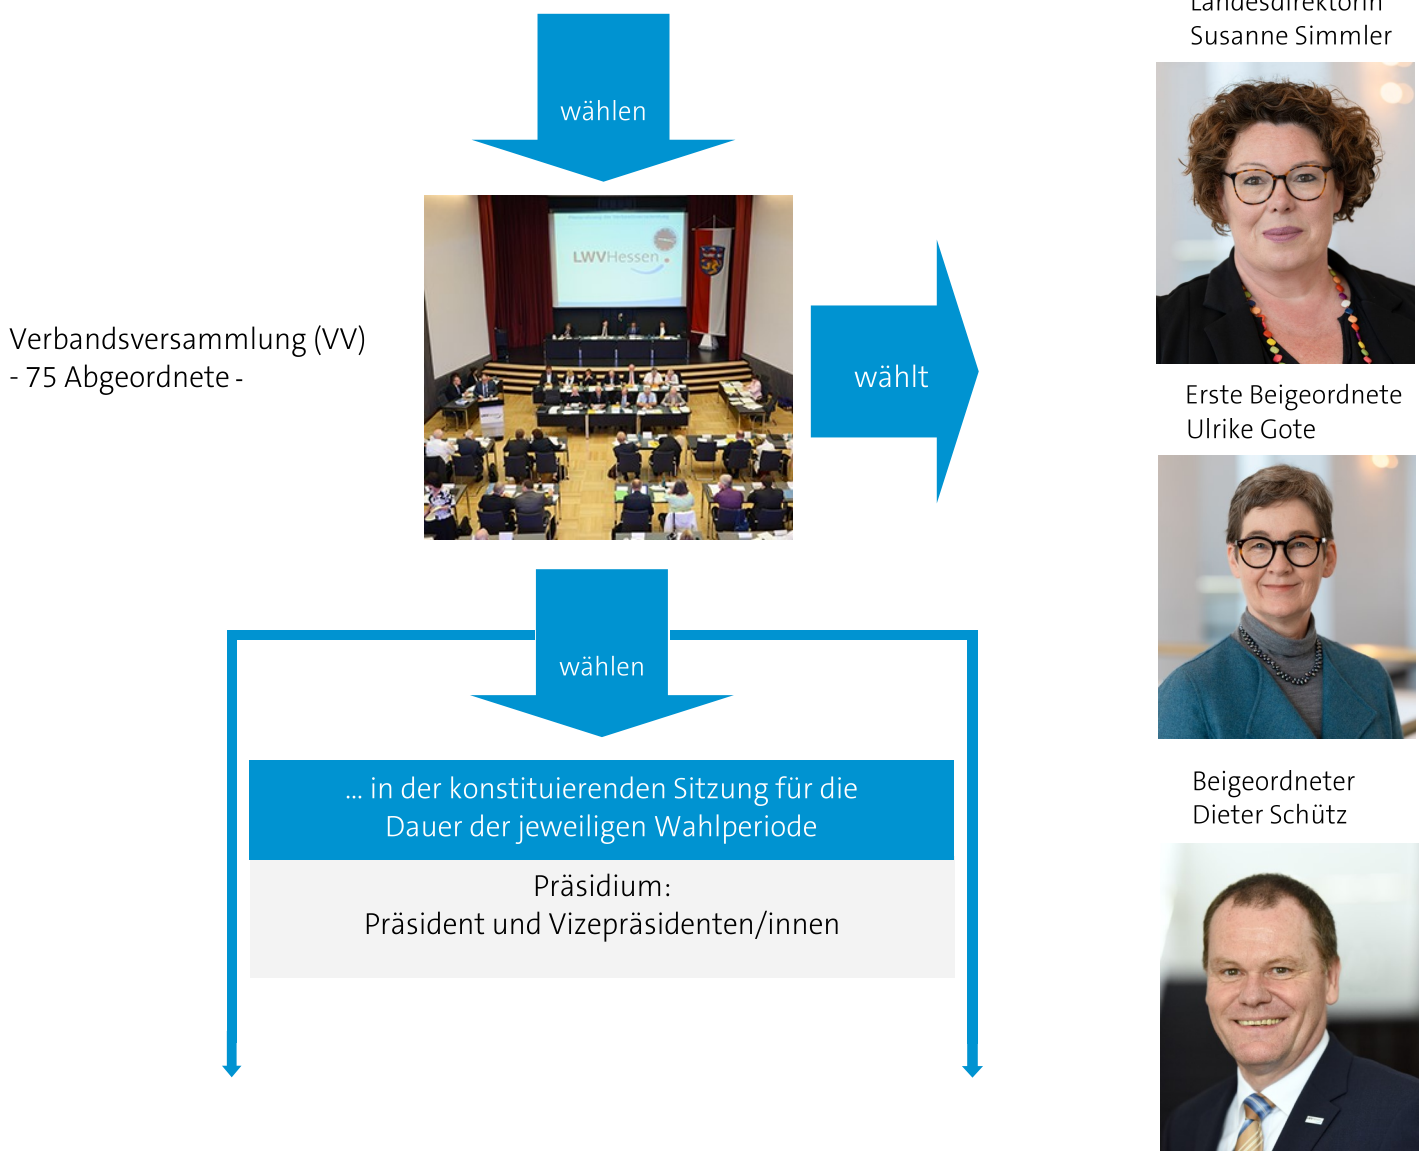 Landesdirektorin
Susanne Simmler
wählen
LWVHessen
Verbandsversammlung (VV)
- 75 Abgeordnete -
wählt
Erste Beigeordnete
Ulrike Gote
wählen
... in der konstituierenden Sitzung für die
Dauer der jeweiligen Wahlperiode
Präsidium:
Präsident und Vizepräsidenten/innen
Beigeordneter
Dieter Schütz